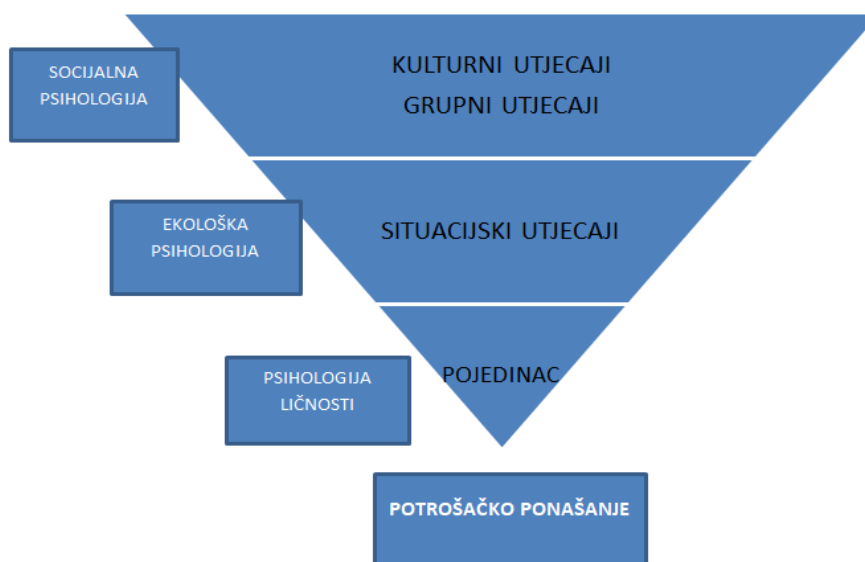 SOCIJALNA
PSIHOLOGIJA
KULTURNI UTJECAJI
GRUPNI UTJECAJI
EKOLOŠKA
PSIHOLOGIJA
SITUACIJSKI UTJECAJI
PSIHOLOGIJA
LIČNOSTI
POJEDINAC
POTROŠAČKO PONAŠANJE